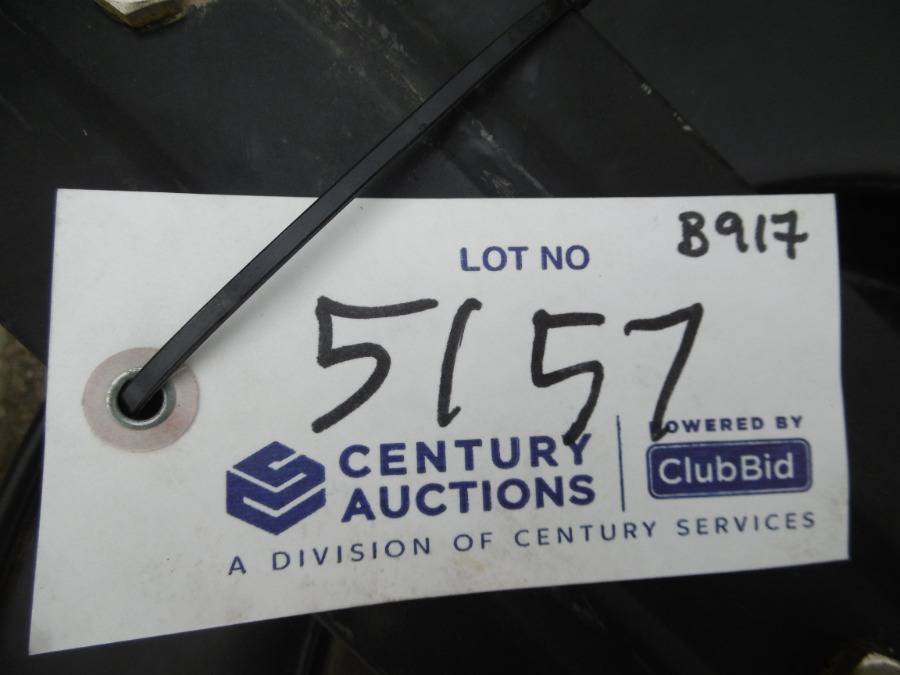 B917
LOT NO
5157
CENTURY AUCTIONS
POWERED BY
ClubBid
A DIVISION OF CENTURY SERVICES